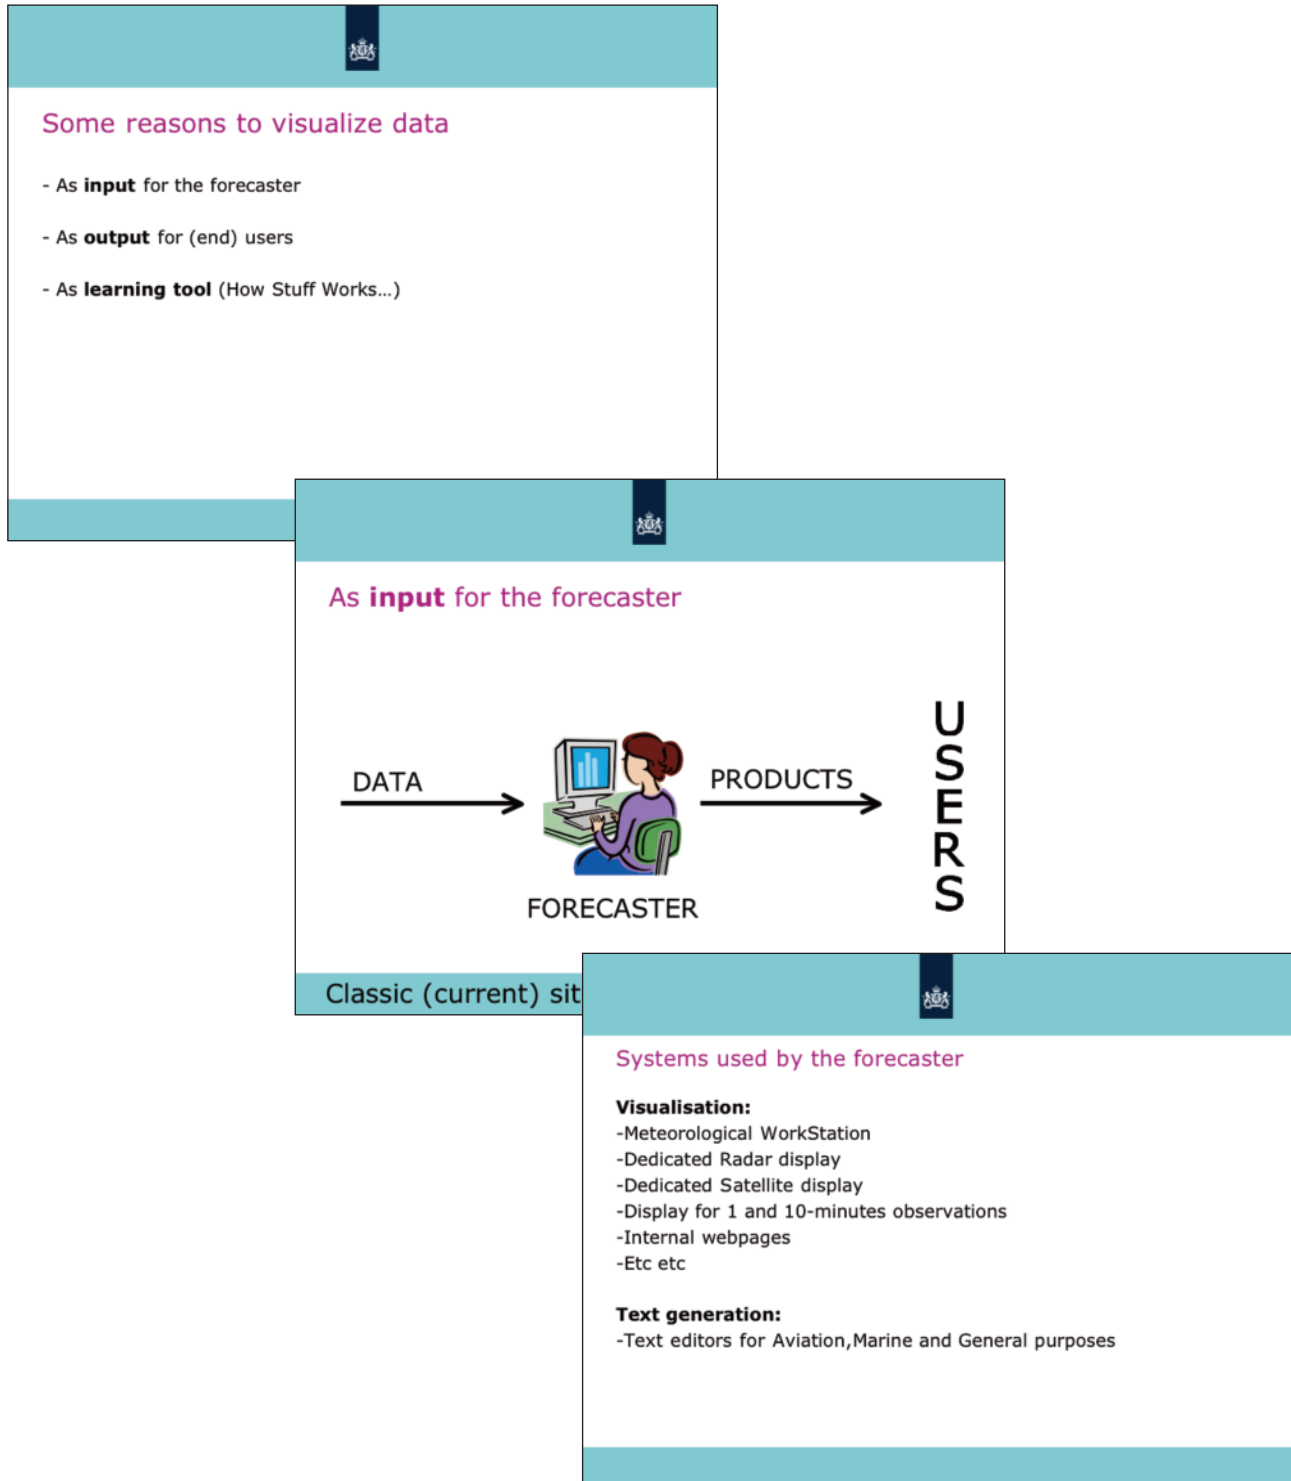 Some reasons to visualize data
- As input for the forecaster
- As output for (end) users
- As learning tool (How Stuff Works...)
As input for the forecaster
DATA
PRODUCTS
USERS
FORECASTER
Classic (current) sit
Systems used by the forecaster
Visualisation:
-Meteorological WorkStation
-Dedicated Radar display
-Dedicated Satellite display
-Display for 1 and 10-minutes observations
-Internal webpages
-Etc etc
Text generation:
-Text editors for Aviation,Marine and General purposes